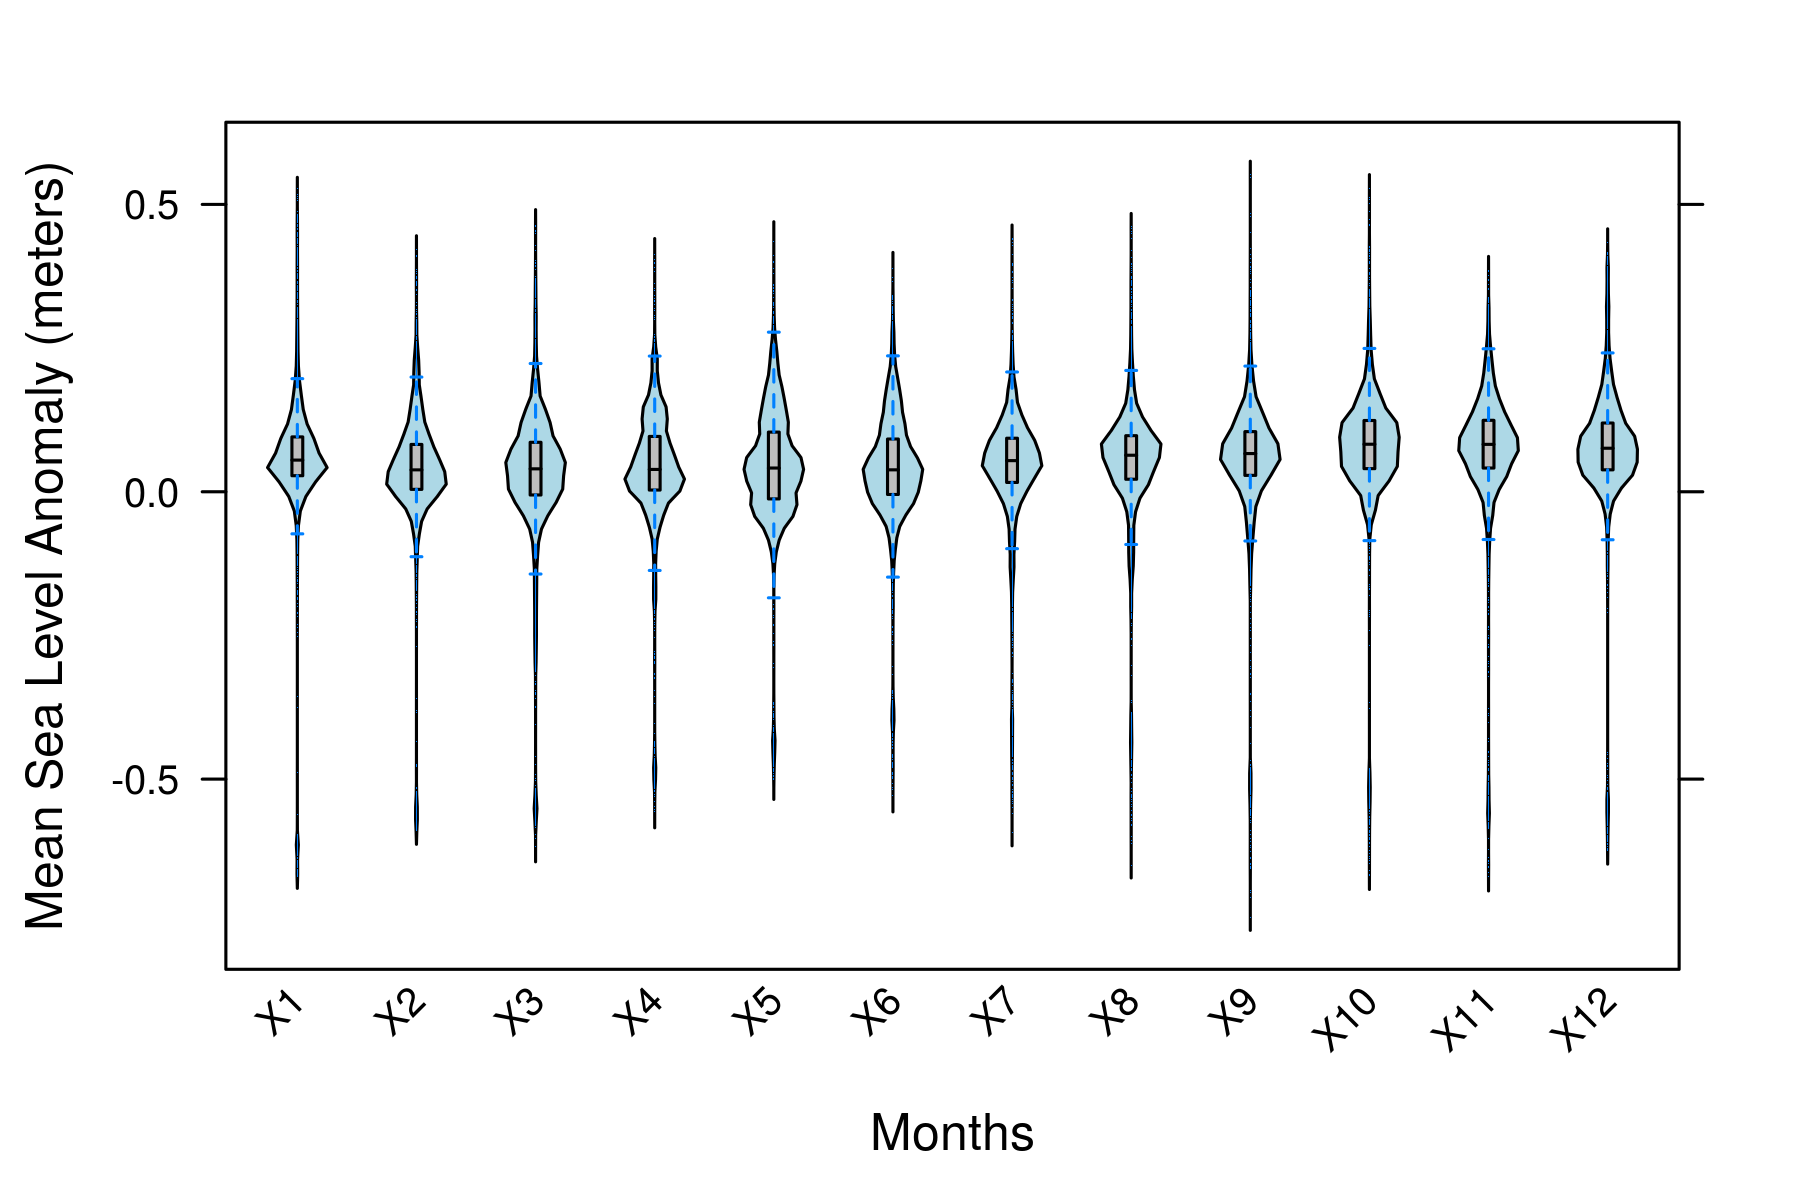 Mean Sea Level Anomaly (meters)
0.5
0.0
-0.5
X1
X2
X3
X4
X5
X6
X7
X8
X9
X10
X11
X12
Months